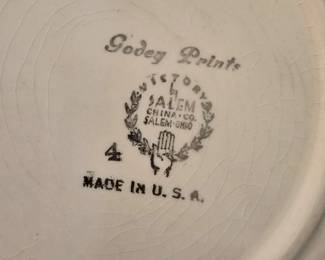 Godey Prints
VICTORY
by
SALEM
CHINA • CO.
SALEM-OHIO
4
MADE IN U. S. A.